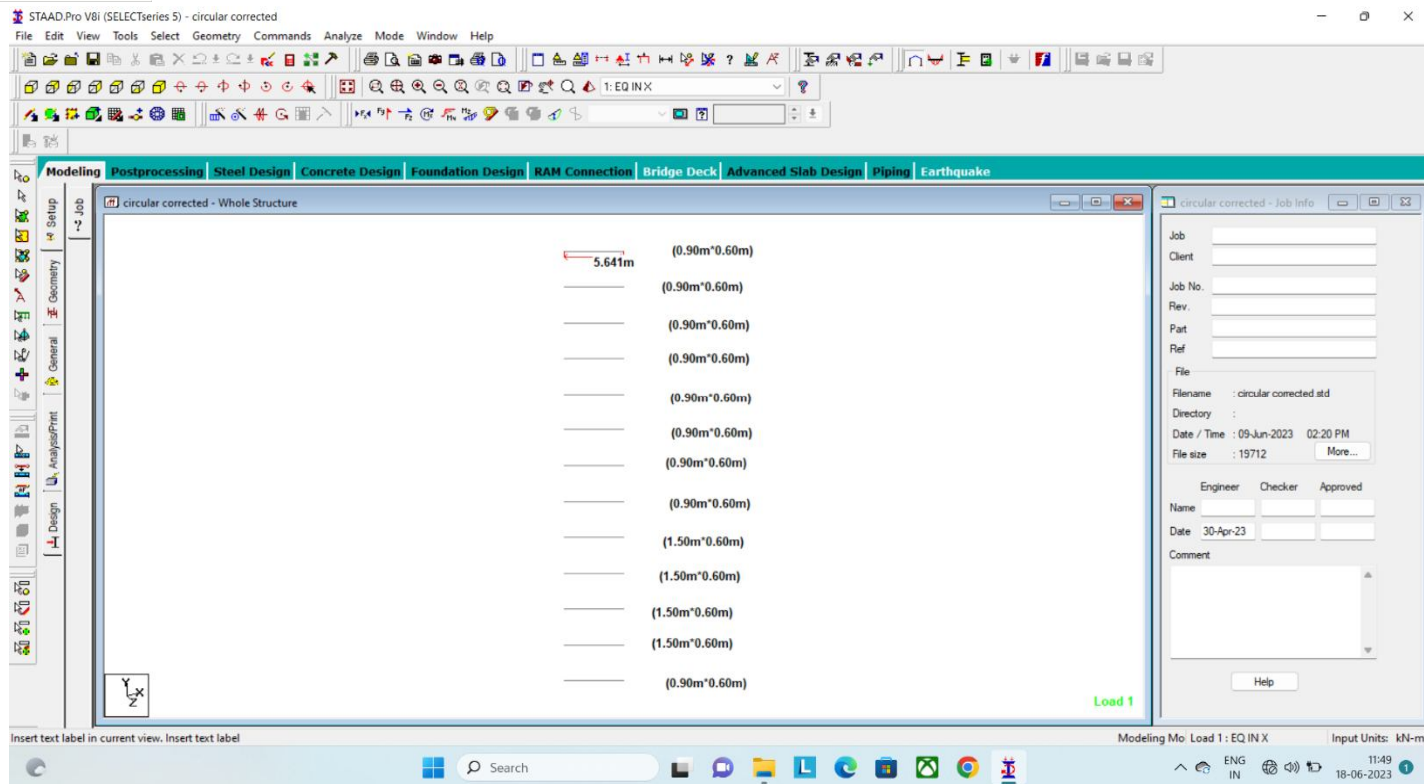 STAAD.Pro V8i (SELECTseries 5) - circular corrected
File Edit View Tools Select Geometry Commands Analyze Mode Window Help
1: EQ IN X
Modeling Postprocessing Steel Design Concrete Design Foundation Design RAM Connection Bridge Deck Advanced Slab Design Piping Earthquake
Setup
Geometry
General
Analysis/Print
Design
? Job
circular corrected - Whole Structure
5.641m
(0.90m*0.60m)
(0.90m*0.60m)
(0.90m*0.60m)
(0.90m*0.60m)
(0.90m*0.60m)
(0.90m*0.60m)
(0.90m*0.60m)
(0.90m*0.60m)
(1.50m*0.60m)
(1.50m*0.60m)
(1.50m*0.60m)
(1.50m*0.60m)
(0.90m*0.60m)
Y
X
Z
Load 1
circular corrected - Job Info
Job
Client
Job No.
Rev.
Part
Ref
File
Filename : circular corrected.std
Directory :
Date / Time : 09-Jun-2023 02:20 PM
File size : 19712 More...
Engineer Checker Approved
Name
Date 30-Apr-23
Comment
Help
Insert text label in current view. Insert text label
Modeling Mo Load 1 : EQ IN X Input Units: kN-m
Search
ENG
IN
11:49
18-06-2023
1